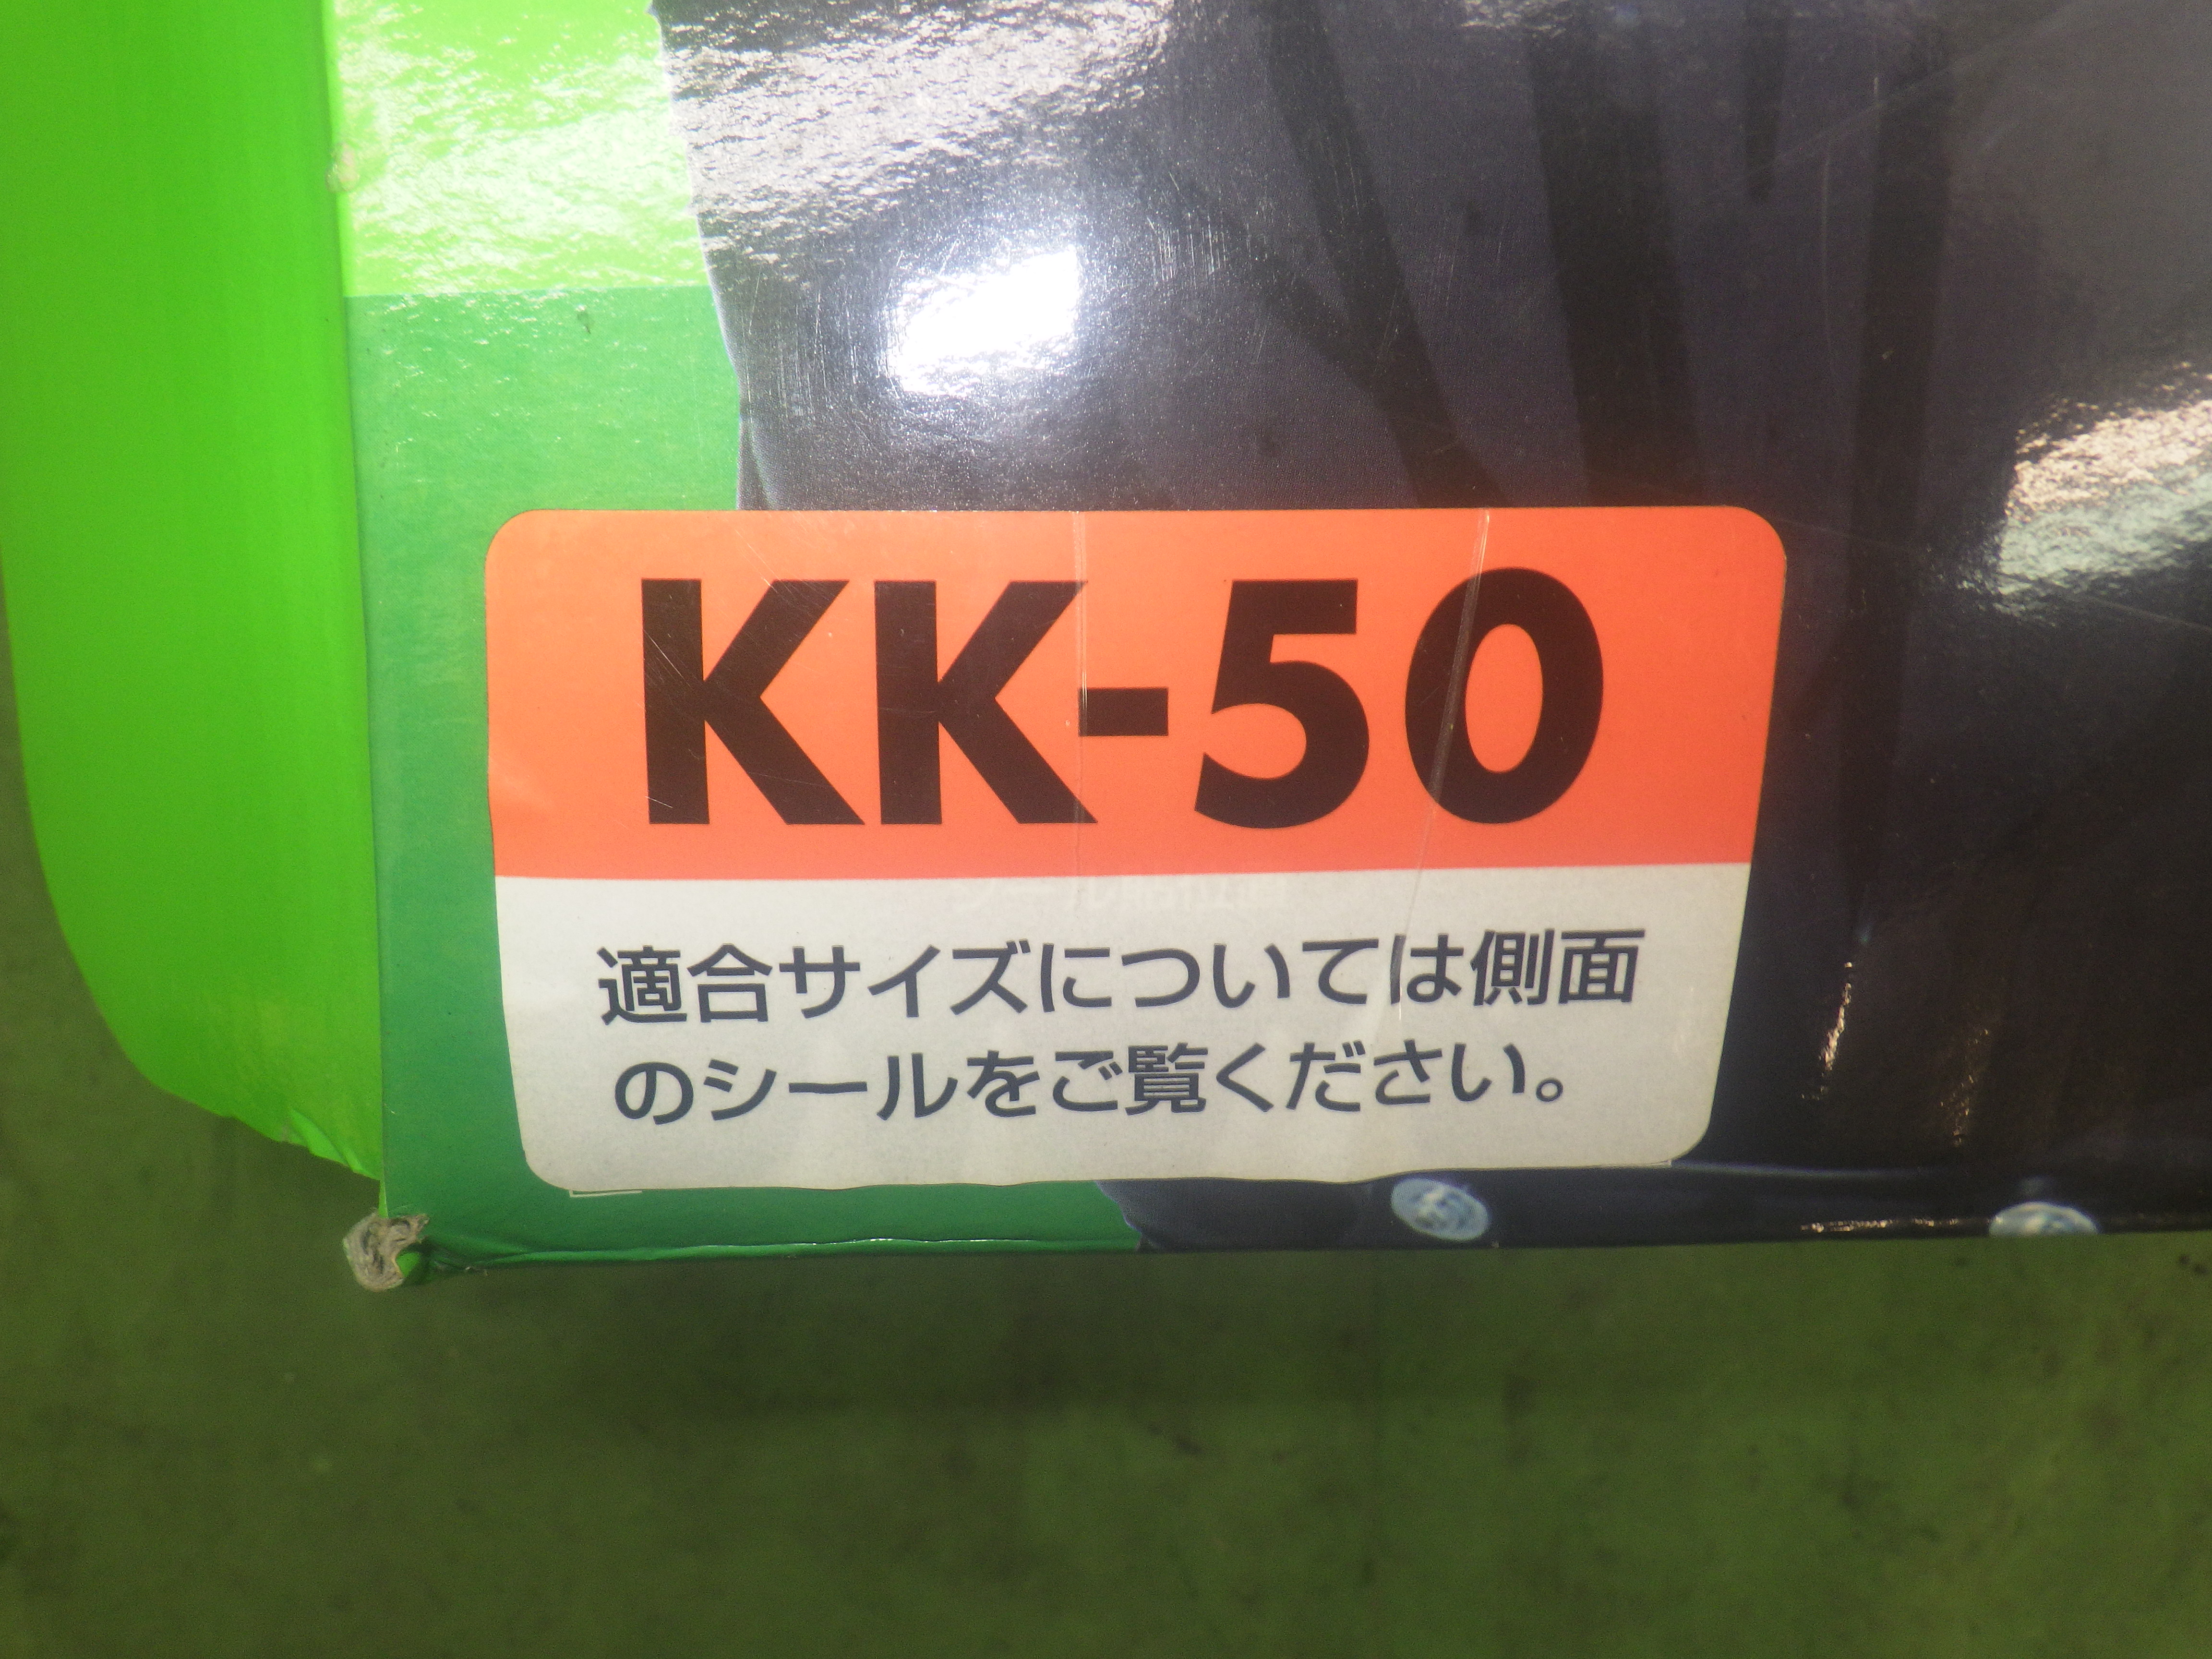 KK-50
適合サイズについては側面
のシールをご覧ください。